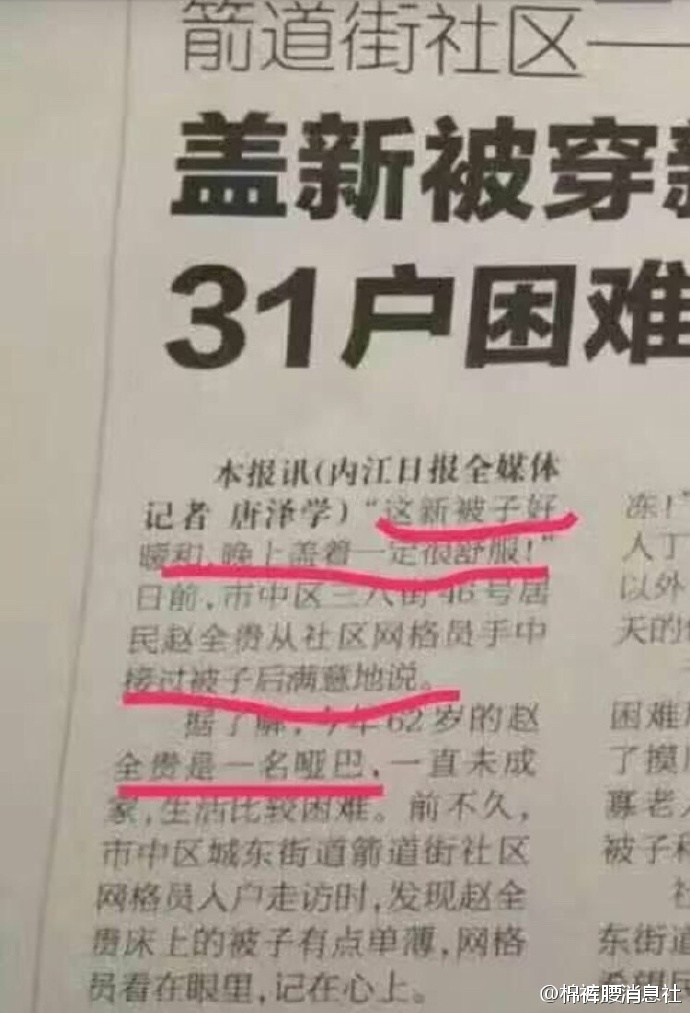 箭道街社区—
盖新被穿新
31户困难
本报讯(内江日报全媒体
记者 唐泽学)“这新被子好
暖和,晚上盖着一定很舒服!”
日前,市中区三八街46号居
民赵全贵从社区网格员手中
接过被子后满意地说。
据了解,今年62岁的赵
全贵是一名哑巴,一直未成
家,生活比较困难。前不久,
市中区城东街道箭道街社区
网格员入户走访时,发现赵全
贵床上的被子有点单薄,网格
员看在眼里,记在心上。
冻!”
人丁
以外
天的
困难
了摸
寡老
被子和
社
东街道
希望
@棉裤腰消息社